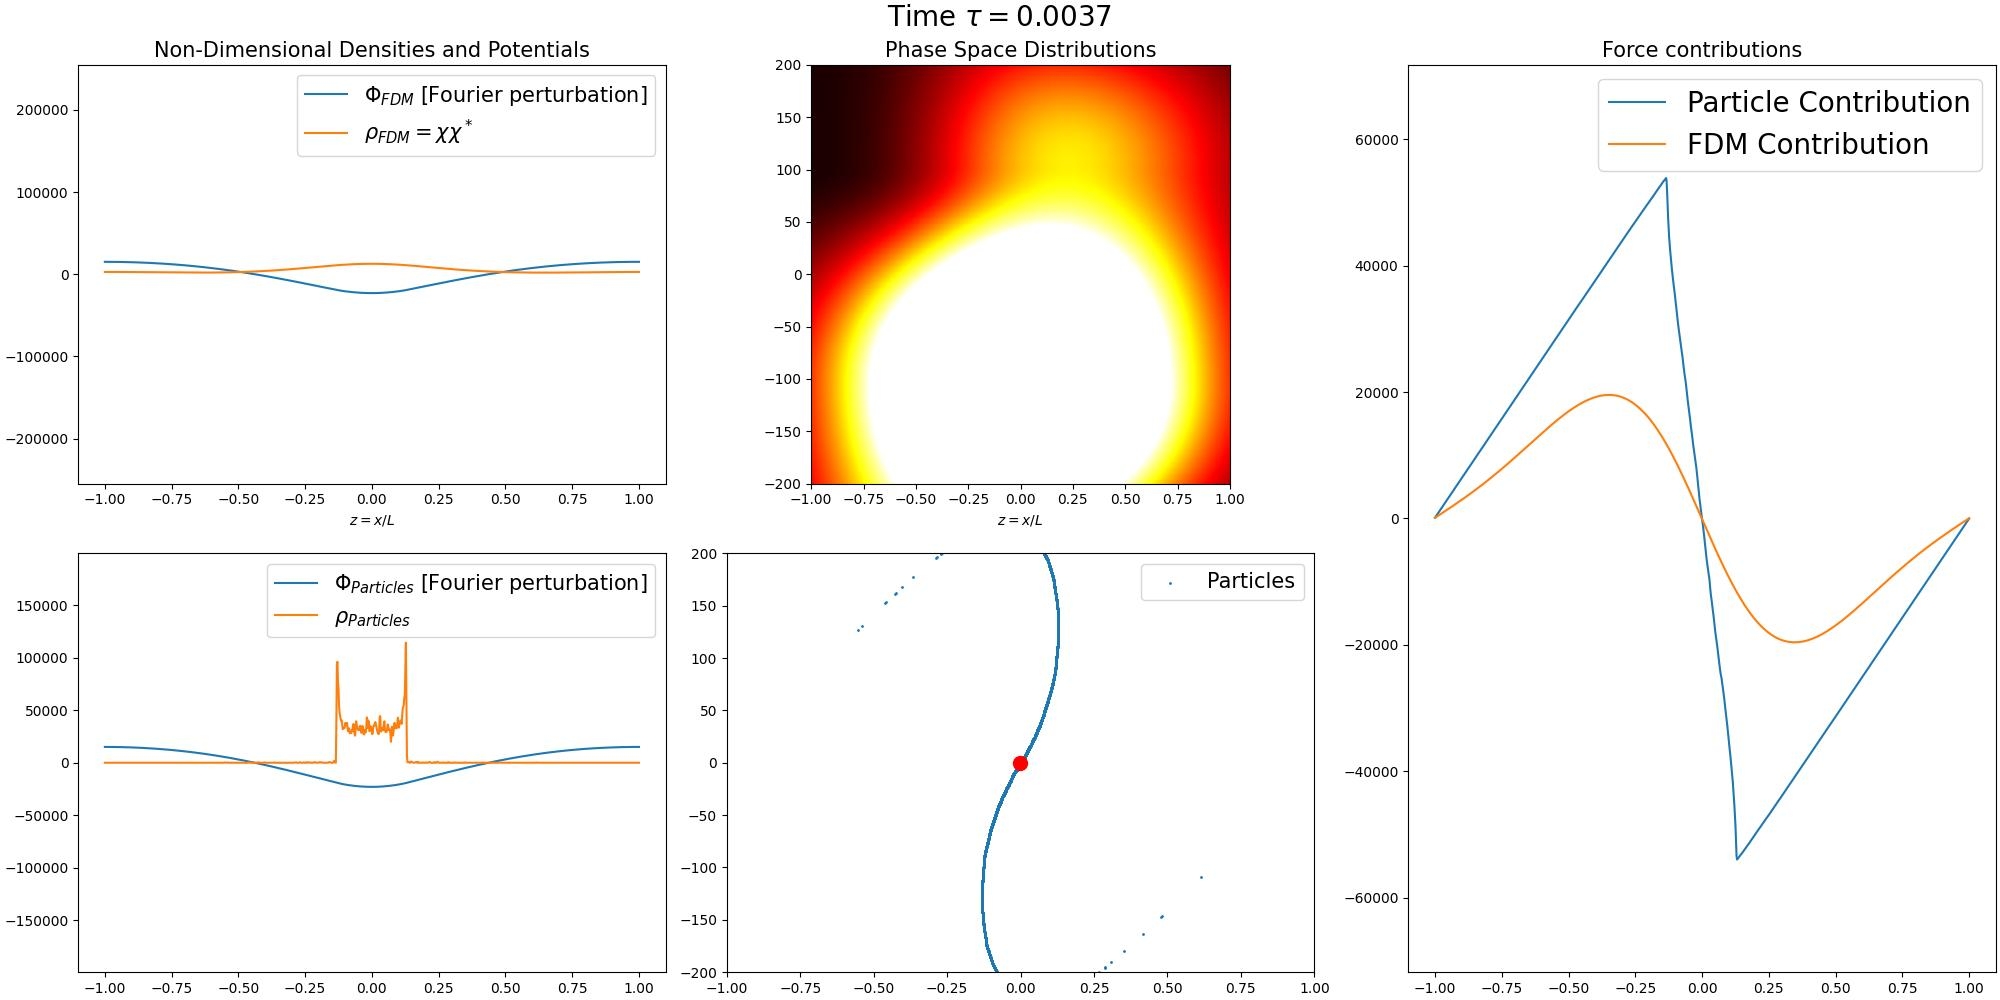 Time τ = 0.0037
Non-Dimensional Densities and Potentials
Φ_FDM [Fourier perturbation]
ρ_FDM = χχ*
200000
100000
0
−100000
−200000
−1.00 −0.75 −0.50 −0.25 0.00 0.25 0.50 0.75 1.00
z = x/L
Phase Space Distributions
200
150
100
50
0
−50
−100
−150
−200
−1.00 −0.75 −0.50 −0.25 0.00 0.25 0.50 0.75 1.00
z = x/L
Force contributions
Particle Contribution
FDM Contribution
60000
40000
20000
0
−20000
−40000
−60000
−1.00 −0.75 −0.50 −0.25 0.00 0.25 0.50 0.75 1.00
Φ_Particles [Fourier perturbation]
ρ_Particles
150000
100000
50000
0
−50000
−100000
−150000
−1.00 −0.75 −0.50 −0.25 0.00 0.25 0.50 0.75 1.00
Particles
200
150
100
50
0
−50
−100
−150
−200
−1.00 −0.75 −0.50 −0.25 0.00 0.25 0.50 0.75 1.00